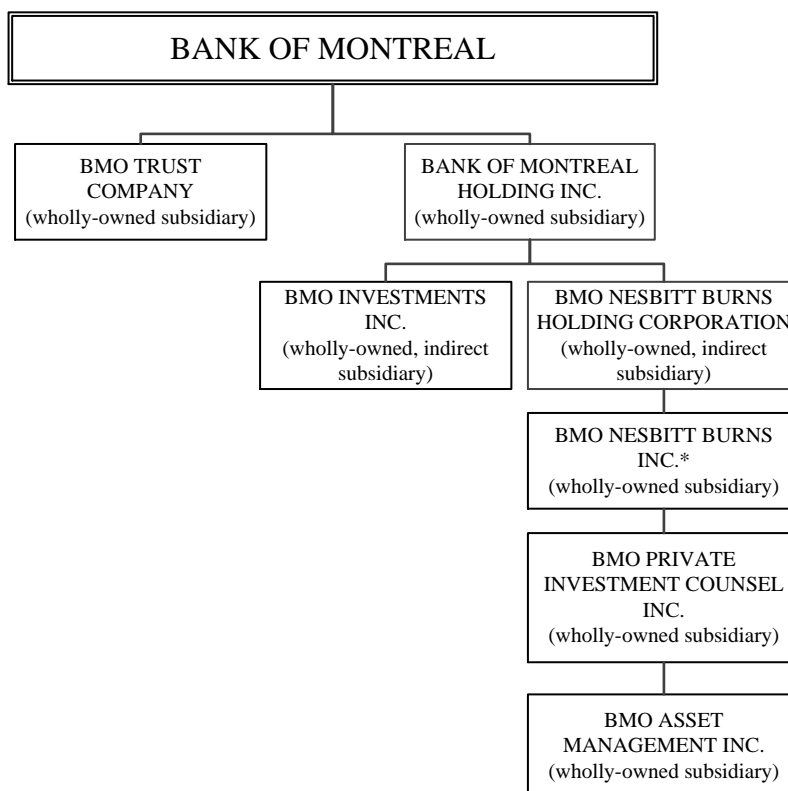 BANK OF MONTREAL
BMO TRUST
COMPANY
(wholly-owned subsidiary)
BANK OF MONTREAL
HOLDING INC.
(wholly-owned subsidiary)
BMO INVESTMENTS
INC.
(wholly-owned, indirect
subsidiary)
BMO NESBITT BURNS
HOLDING CORPORATION
(wholly-owned, indirect
subsidiary)
BMO NESBITT BURNS
INC.*
(wholly-owned subsidiary)
BMO PRIVATE
INVESTMENT COUNSEL
INC.
(wholly-owned subsidiary)
BMO ASSET
MANAGEMENT INC.
(wholly-owned subsidiary)